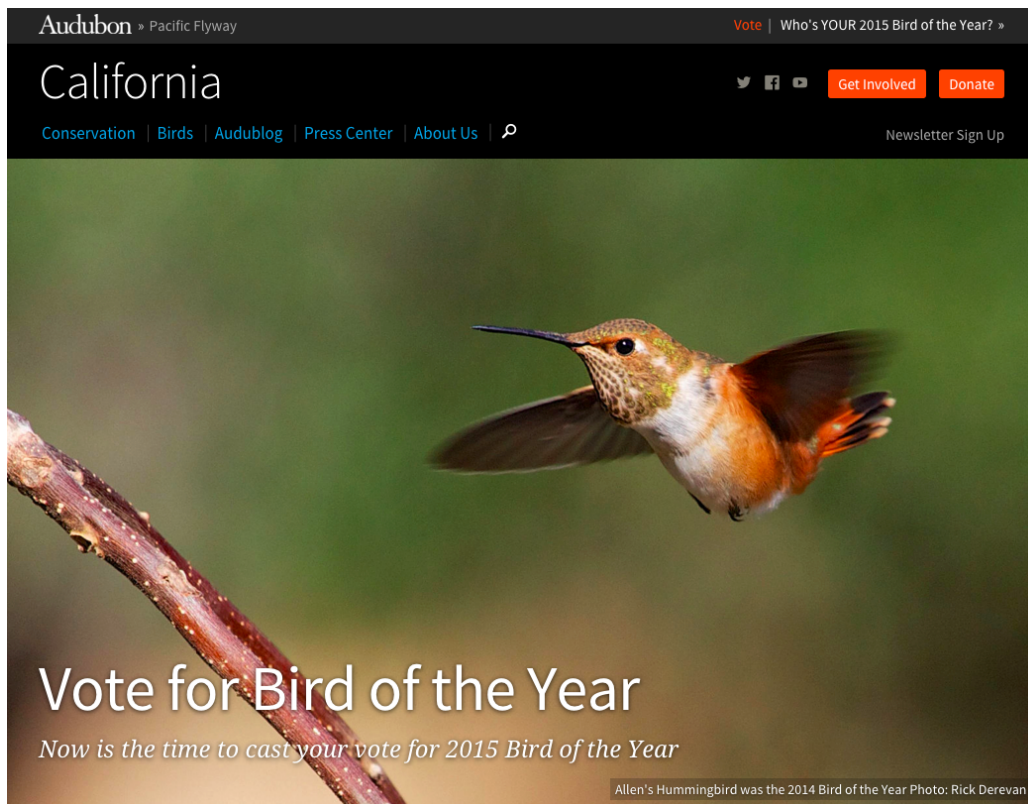 Audubon » Pacific Flyway
Vote | Who's YOUR 2015 Bird of the Year? »
California
Get Involved
Donate
Conservation | Birds | Audublog | Press Center | About Us |
Newsletter Sign Up
Vote for Bird of the Year
Now is the time to cast your vote for 2015 Bird of the Year
Allen's Hummingbird was the 2014 Bird of the Year Photo: Rick Derevan